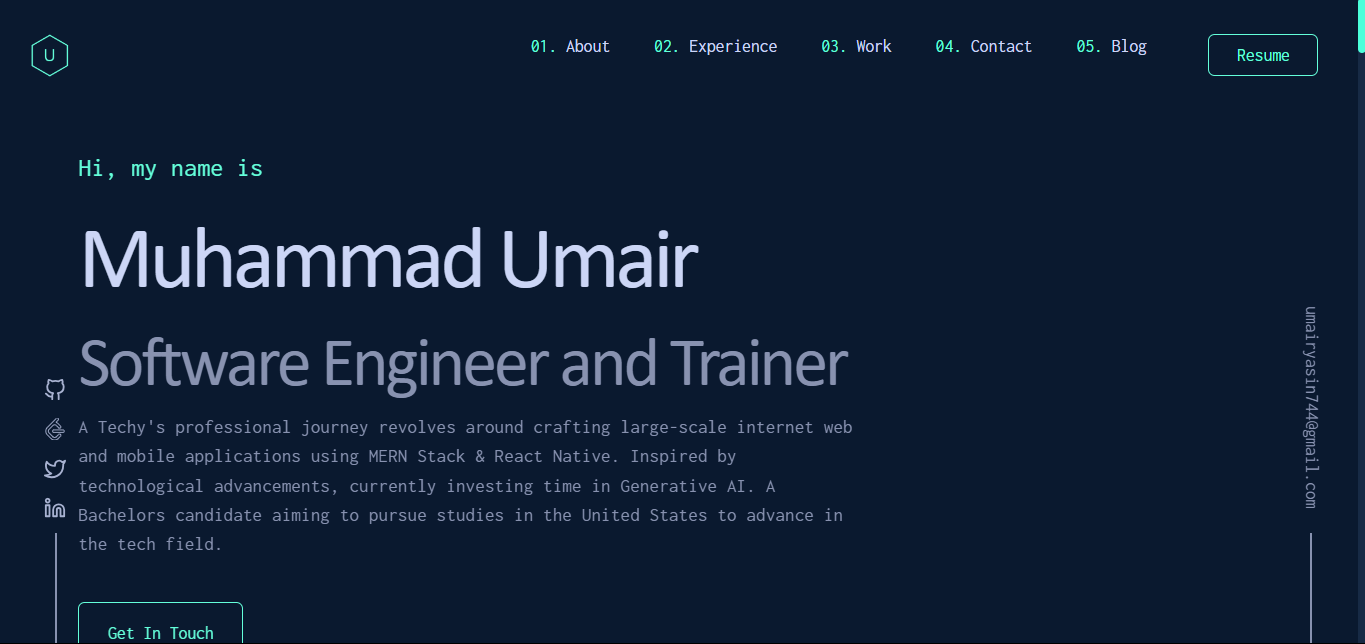 U
01. About 02. Experience 03. Work 04. Contact 05. Blog Resume
Hi, my name is
Muhammad Umair
Software Engineer and Trainer
A Techy's professional journey revolves around crafting large-scale internet web
and mobile applications using MERN Stack & React Native. Inspired by
technological advancements, currently investing time in Generative AI. A
Bachelors candidate aiming to pursue studies in the United States to advance in
the tech field.
Get In Touch
umairyasin744@gmail.com